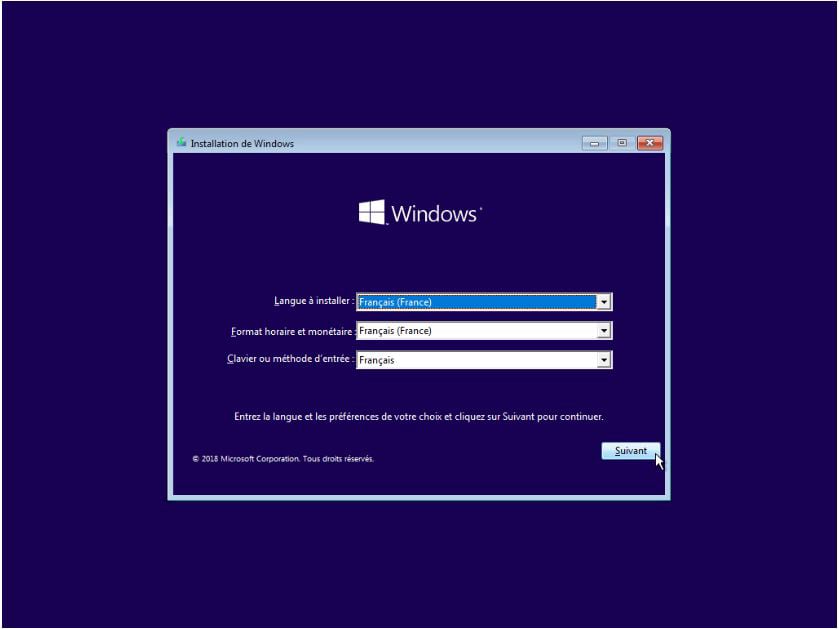 Installation de Windows
Windows
Langue à installer : Français (France)
Format horaire et monétaire : Français (France)
Clavier ou méthode d'entrée : Français
Entrez la langue et les préférences de votre choix et cliquez sur Suivant pour continuer.
Suivant
© 2018 Microsoft Corporation. Tous droits réservés.